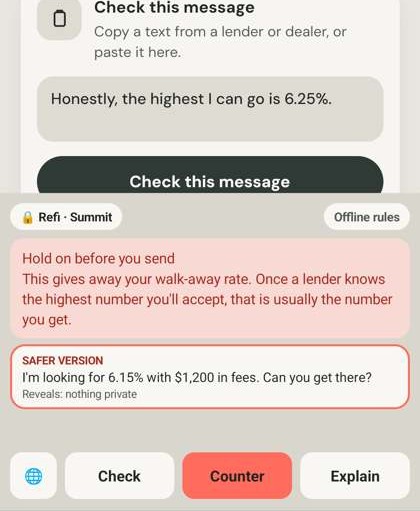 Check this message
Copy a text from a lender or dealer, or
paste it here.
Honestly, the highest I can go is 6.25%.
Check this message
Refi · Summit
Offline rules
Hold on before you send
This gives away your walk-away rate. Once a lender knows
the highest number you'll accept, that is usually the number
you get.
SAFER VERSION
I'm looking for 6.15% with $1,200 in fees. Can you get there?
Reveals: nothing private
Check
Counter
Explain